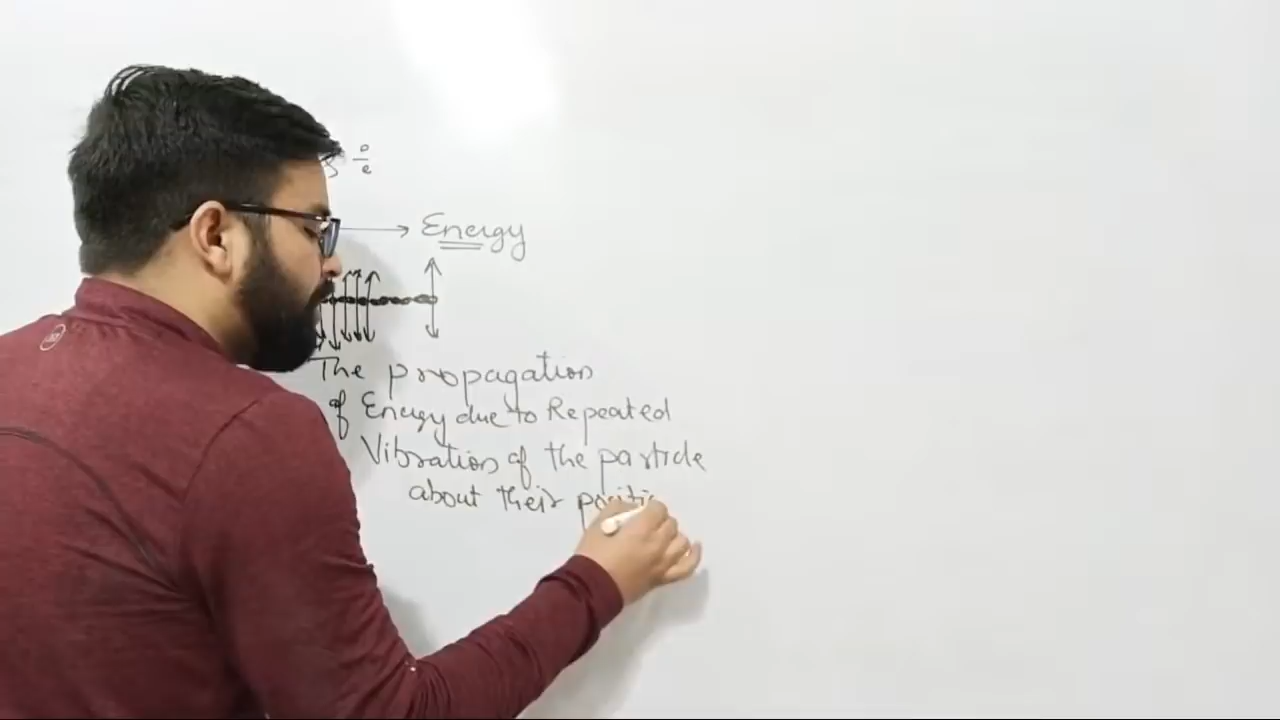 Energy
The propagation
of Energy due to Repeated
Vibration of the particle
about their positi